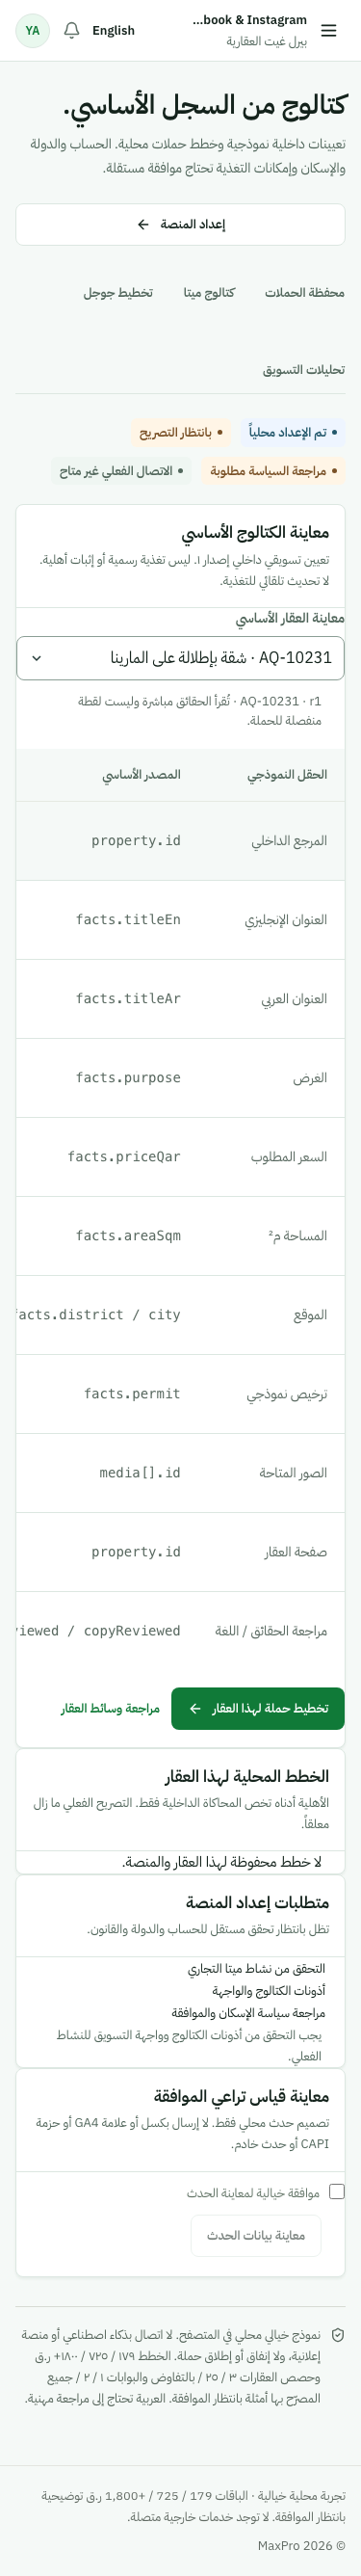 book & Instagram...
بيرل غيت العقارية
English
YA
كتالوج من السجل الأساسي.
تعيينات داخلية نموذجية وخطط حملات محلية. الحساب والدولة
والإسكان وإمكانات التغذية تحتاج موافقة مستقلة.
إعداد المنصة
محفظة الحملات
كتالوج ميتا
تخطيط جوجل
تحليلات التسويق
تم الإعداد محلياً
بانتظار التصريح
مراجعة السياسة مطلوبة
الاتصال الفعلي غير متاح
معاينة الكتالوج الأساسي
تعيين تسويقي داخلي إصدار ١. ليس تغذية رسمية أو إثبات أهلية.
لا تحديث تلقائي للتغذية.
معاينة العقار الأساسي
AQ-10231 · شقة بإطلالة على المارينا
AQ-10231 · r1 · تُقرأ الحقائق مباشرة وليست لقطة
منفصلة للحملة.
الحقل النموذجي
المصدر الأساسي
المرجع الداخلي
property.id
العنوان الإنجليزي
facts.titleEn
العنوان العربي
facts.titleAr
الغرض
facts.purpose
السعر المطلوب
facts.priceQar
المساحة م²
facts.areaSqm
الموقع
facts.district / city
ترخيص نموذجي
facts.permit
الصور المتاحة
media[].id
صفحة العقار
property.id
مراجعة الحقائق / اللغة
viewed / copyReviewed
تخطيط حملة لهذا العقار
مراجعة وسائط العقار
الخطط المحلية لهذا العقار
الأهلية أدناه تخص المحاكاة الداخلية فقط. التصريح الفعلي ما زال
معلقاً.
لا خطط محفوظة لهذا العقار والمنصة.
متطلبات إعداد المنصة
تظل بانتظار تحقق مستقل للحساب والدولة والقانون.
التحقق من نشاط ميتا التجاري
أذونات الكتالوج والواجهة
مراجعة سياسة الإسكان والموافقة
يجب التحقق من أذونات الكتالوج وواجهة التسويق للنشاط
الفعلي.
معاينة قياس تراعي الموافقة
تصميم حدث محلي فقط. لا إرسال بكسل أو علامة GA4 أو حزمة
CAPI أو حدث خادم.
موافقة خيالية لمعاينة الحدث
معاينة بيانات الحدث
نموذج خيالي محلي في المتصفح. لا اتصال بذكاء اصطناعي أو منصة
إعلانية، ولا إنفاق أو إطلاق حملة. الخطط ١٧٩ / ٧٢٥ / ١٨٠٠+ ر.ق
وحصص العقارات ٣ / ٢٥ / بالتفاوض والبوابات ١ / ٢ / جميع
المصرّح بها أمثلة بانتظار الموافقة. العربية تحتاج إلى مراجعة مهنية.
تجربة محلية خيالية · الباقات 179 / 725 / +1,800 ر.ق توضيحية
بانتظار الموافقة. لا توجد خدمات خارجية متصلة.
© 2026 MaxPro